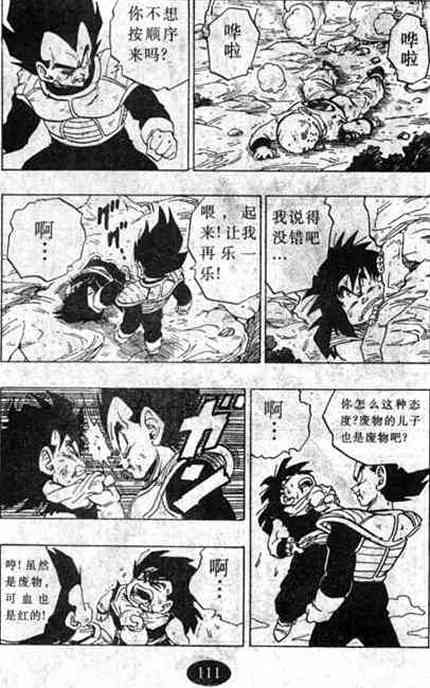 哗
啦
哗
啦
你不想
按顺序
来吗?
我说得
没错吧
…
喂，起
来!让我
再乐一
乐!
啊
…
你怎么这种态
度?废物的儿子
也是废物吧?
啊
…
ガン
啊
…
哼!虽然
是废物，
可血也
是红的!
111